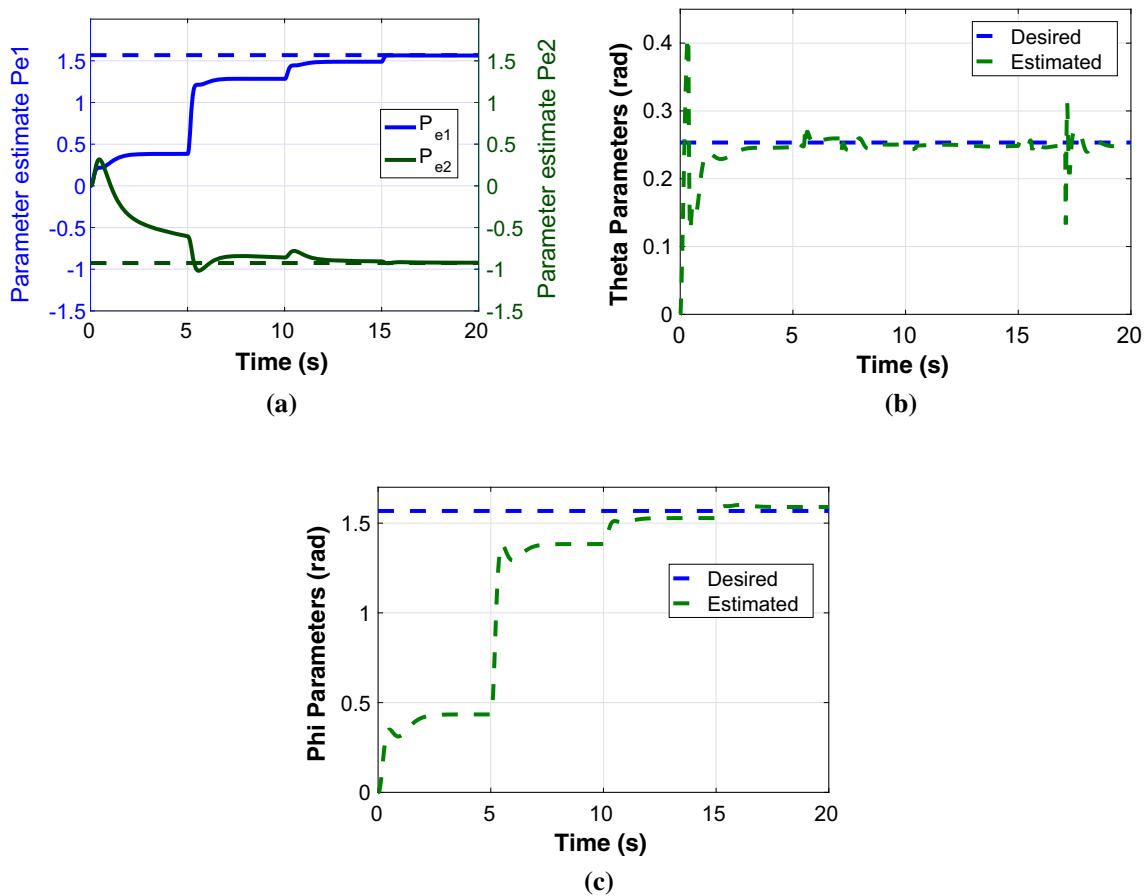 Parameter estimate Pe1
1.5
1
0.5
0
-0.5
-1
-1.5
P e1
P e2
1.5
1
0.5
0
-0.5
-1
-1.5
Parameter estimate Pe2
0
5
10
15
20
Time (s)
(a)
Theta Parameters (rad)
0.4
0.3
0.2
0.1
0
Desired
Estimated
0
5
10
15
20
Time (s)
(b)
Phi Parameters (rad)
1.5
1
0.5
0
Desired
Estimated
0
5
10
15
20
Time (s)
(c)